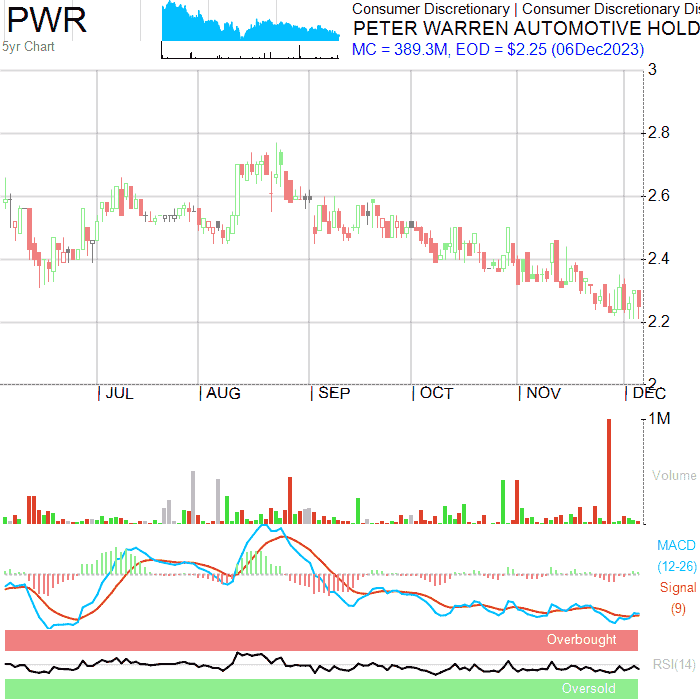 PWR
5yr Chart
Consumer Discretionary | Consumer Discretionary Dis
PETER WARREN AUTOMOTIVE HOLD
MC = 389.3M, EOD = $2.25 (06Dec2023)
3
2.8
2.6
2.4
2.2
2
| JUL | AUG | SEP | OCT | NOV | DEC
1M
Volume
MACD
(12-26)
Signal
(9)
Overbought
RSI(14)
Oversold